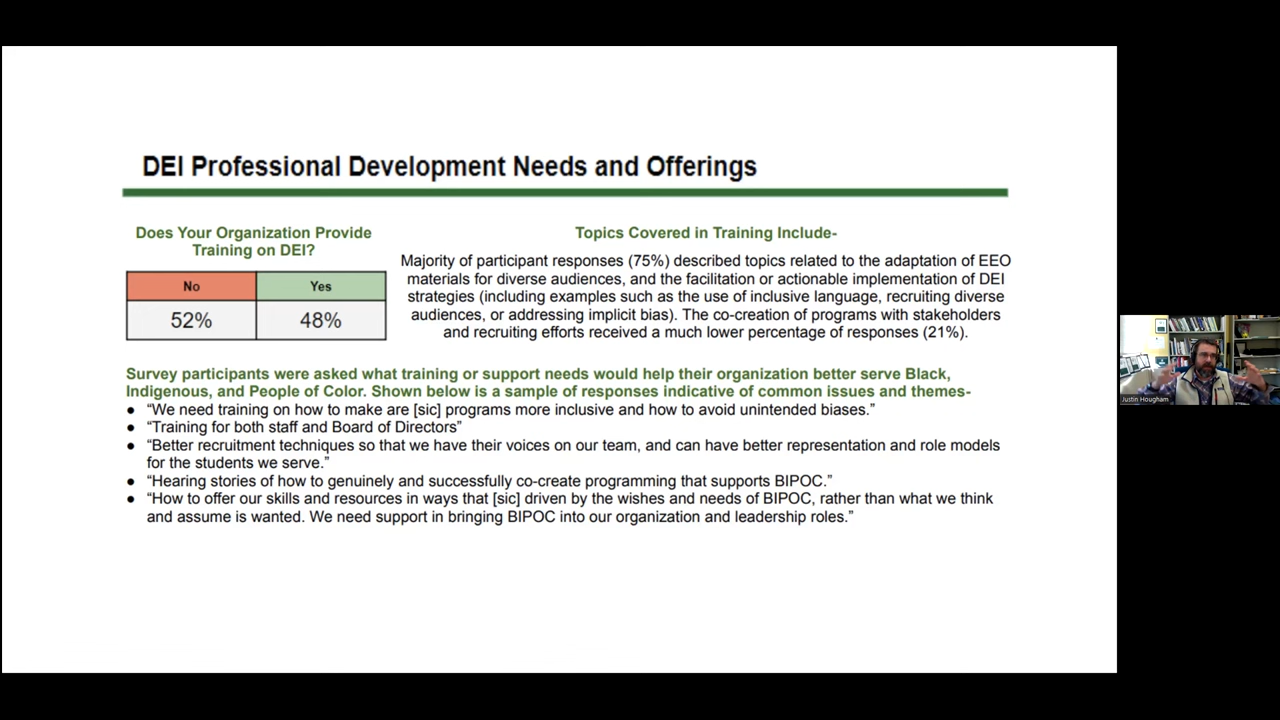 DEI Professional Development Needs and Offerings
Does Your Organization Provide
Training on DEI?
No Yes
52% 48%
Topics Covered in Training Include-
Majority of participant responses (75%) described topics related to the adaptation of EEO
materials for diverse audiences, and the facilitation or actionable implementation of DEI
strategies (including examples such as the use of inclusive language, recruiting diverse
audiences, or addressing implicit bias). The co-creation of programs with stakeholders
and recruiting efforts received a much lower percentage of responses (21%).
Survey participants were asked what training or support needs would help their organization better serve Black,
Indigenous, and People of Color. Shown below is a sample of responses indicative of common issues and themes-
● “We need training on how to make are [sic] programs more inclusive and how to avoid unintended biases.”
● “Training for both staff and Board of Directors”
● “Better recruitment techniques so that we have their voices on our team, and can have better representation and role models
for the students we serve.”
● “Hearing stories of how to genuinely and successfully co-create programming that supports BIPOC.”
● “How to offer our skills and resources in ways that [sic] driven by the wishes and needs of BIPOC, rather than what we think
and assume is wanted. We need support in bringing BIPOC into our organization and leadership roles.”
Justin Hougham